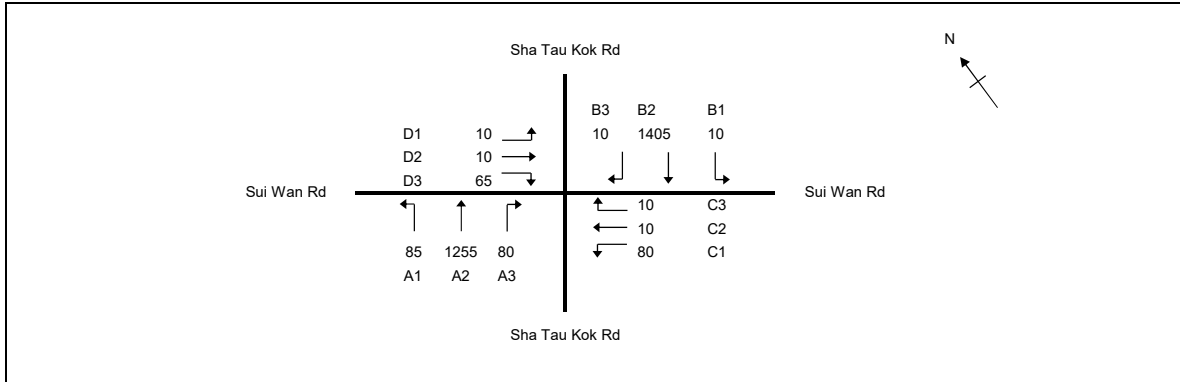 Sha Tau Kok Rd
N
B3 B2 B1
D1 10 10 1405 10
D2 10
D3 65
Sui Wan Rd Sui Wan Rd
10 C3
10 C2
85 1255 80 80 C1
A1 A2 A3
Sha Tau Kok Rd